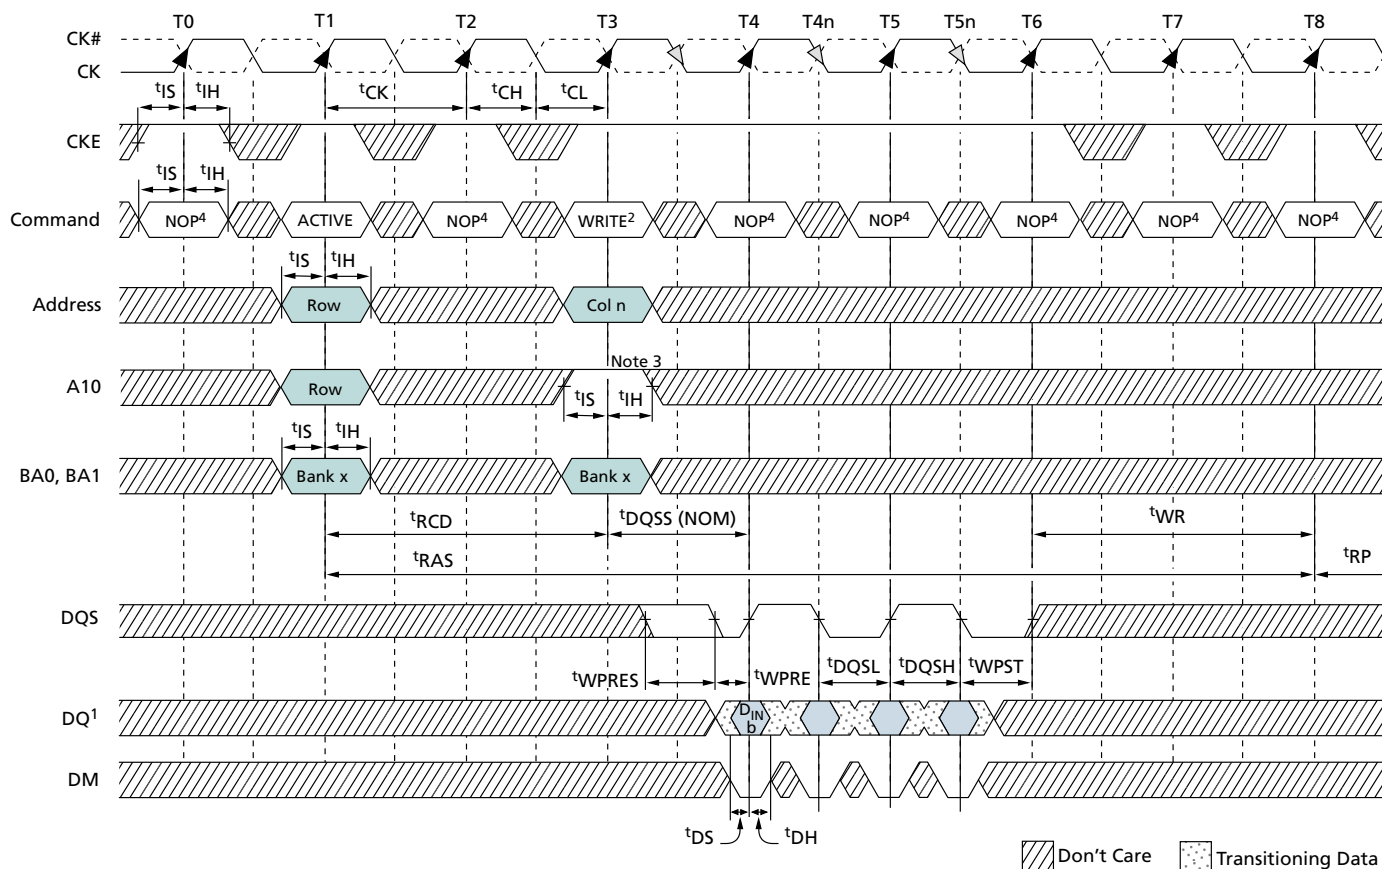 T0 T1 T2 T3 T4 T4n T5 T5n T6 T7 T8
CK#
CK
tIS tIH tCK tCH tCL
CKE
tIS tIH
Command NOP4 ACTIVE NOP4 WRITE2 NOP4 NOP4 NOP4 NOP4 NOP4
tIS tIH
Address Row Col n
Note 3
A10 Row
tIS tIH
tIS tIH
BA0, BA1 Bank x Bank x
tRCD tDQSS (NOM) tWR
tRAS tRP
DQS
tWPRES tWPRE tDQSL tDQSH tWPST
DQ1 DIN
b
DM
tDS tDH
Don't Care Transitioning Data